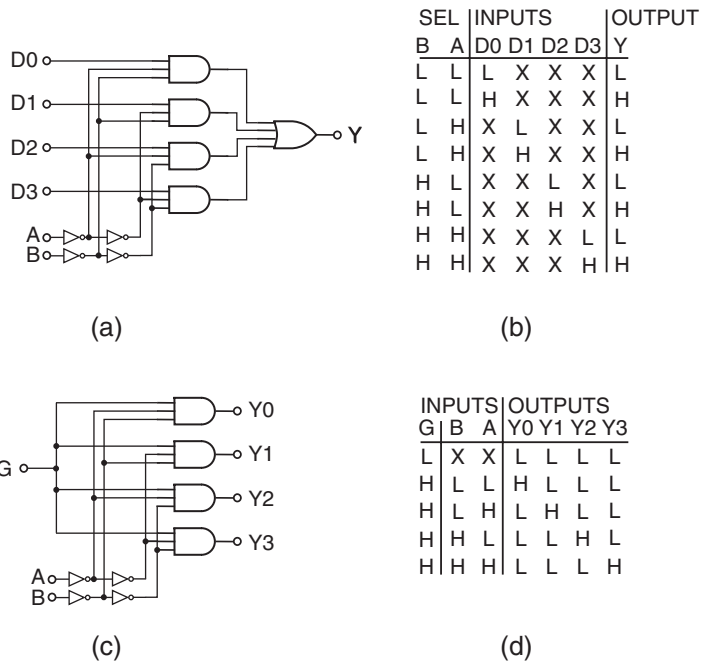 D0
D1
D2
D3
A
B
Y
(a)
SEL INPUTS OUTPUT
B A D0 D1 D2 D3 Y
L L L X X X L
L L H X X X H
L H X L X X L
L H X H X X H
H L X X L X L
H L X X H X H
H H X X X L L
H H X X X H H
(b)
G
A
B
Y0
Y1
Y2
Y3
(c)
INPUTS OUTPUTS
G B A Y0 Y1 Y2 Y3
L X X L L L L
H L L H L L L
H L H L H L L
H H L L L H L
H H H L L L H
(d)